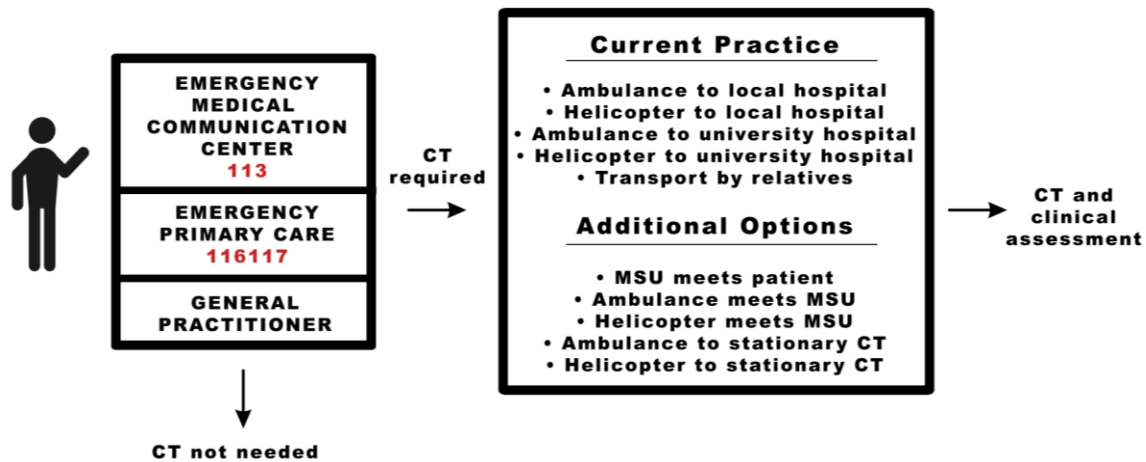 EMERGENCY
MEDICAL
COMMUNICATION
CENTER
113
EMERGENCY
PRIMARY CARE
116117
GENERAL
PRACTITIONER
CT not needed
CT
required
Current Practice
• Ambulance to local hospital
• Helicopter to local hospital
• Ambulance to university hospital
• Helicopter to university hospital
• Transport by relatives
Additional Options
• MSU meets patient
• Ambulance meets MSU
• Helicopter meets MSU
• Ambulance to stationary CT
• Helicopter to stationary CT
CT and
clinical
assessment